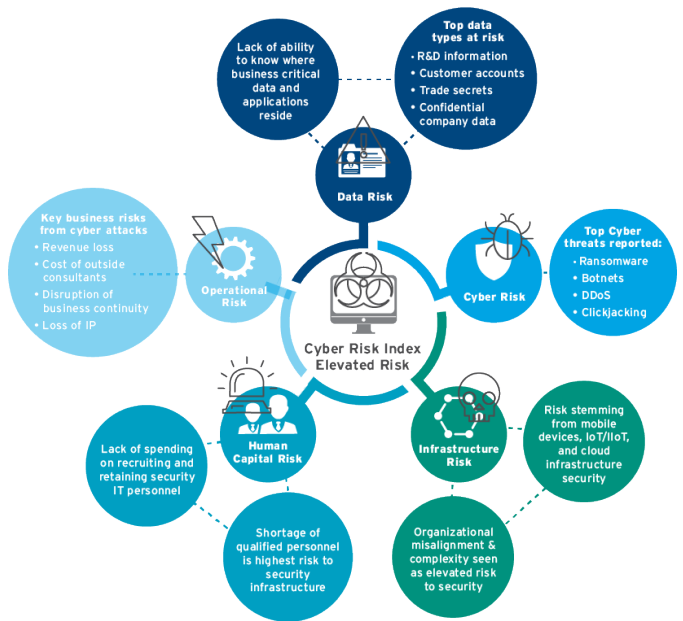 Lack of ability
to know where
business critical
data and
applications
reside
Top data
types at risk
• R&D information
• Customer accounts
• Trade secrets
• Confidential
company data
Data Risk
Key business risks
from cyber attacks
• Revenue loss
• Cost of outside
consultants
• Disruption of
business continuity
• Loss of IP
Operational
Risk
Cyber Risk
Top Cyber
threats reported:
• Ransomware
• Botnets
• DDoS
• Clickjacking
Cyber Risk Index
Elevated Risk
Human
Capital Risk
Lack of spending
on recruiting and
retaining security
IT personnel
Shortage of
qualified personnel
is highest risk to
security
infrastructure
Infrastructure
Risk
Risk stemming
from mobile
devices, IoT/IIoT,
and cloud
infrastructure
security
Organizational
misalignment &
complexity seen
as elevated risk
to security